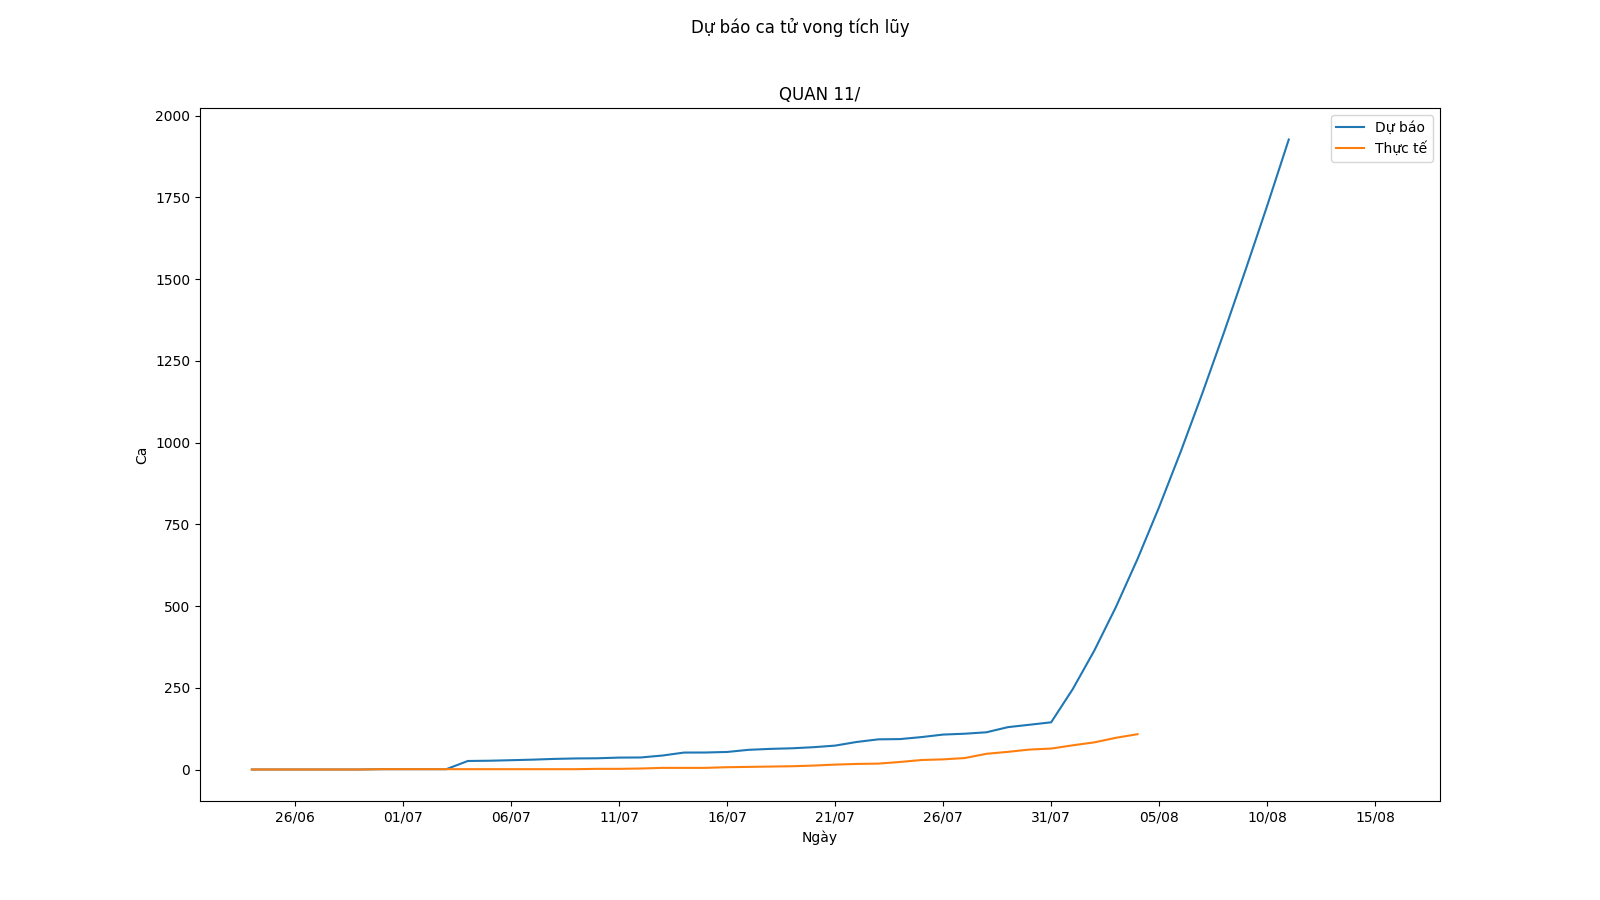 Dự báo ca tử vong tích lũy
QUAN 11/
2000
1750
1500
1250
1000
750
500
250
0
Ca
Dự báo
Thực tế
26/06 01/07 06/07 11/07 16/07 21/07 26/07 31/07 05/08 10/08 15/08
Ngày